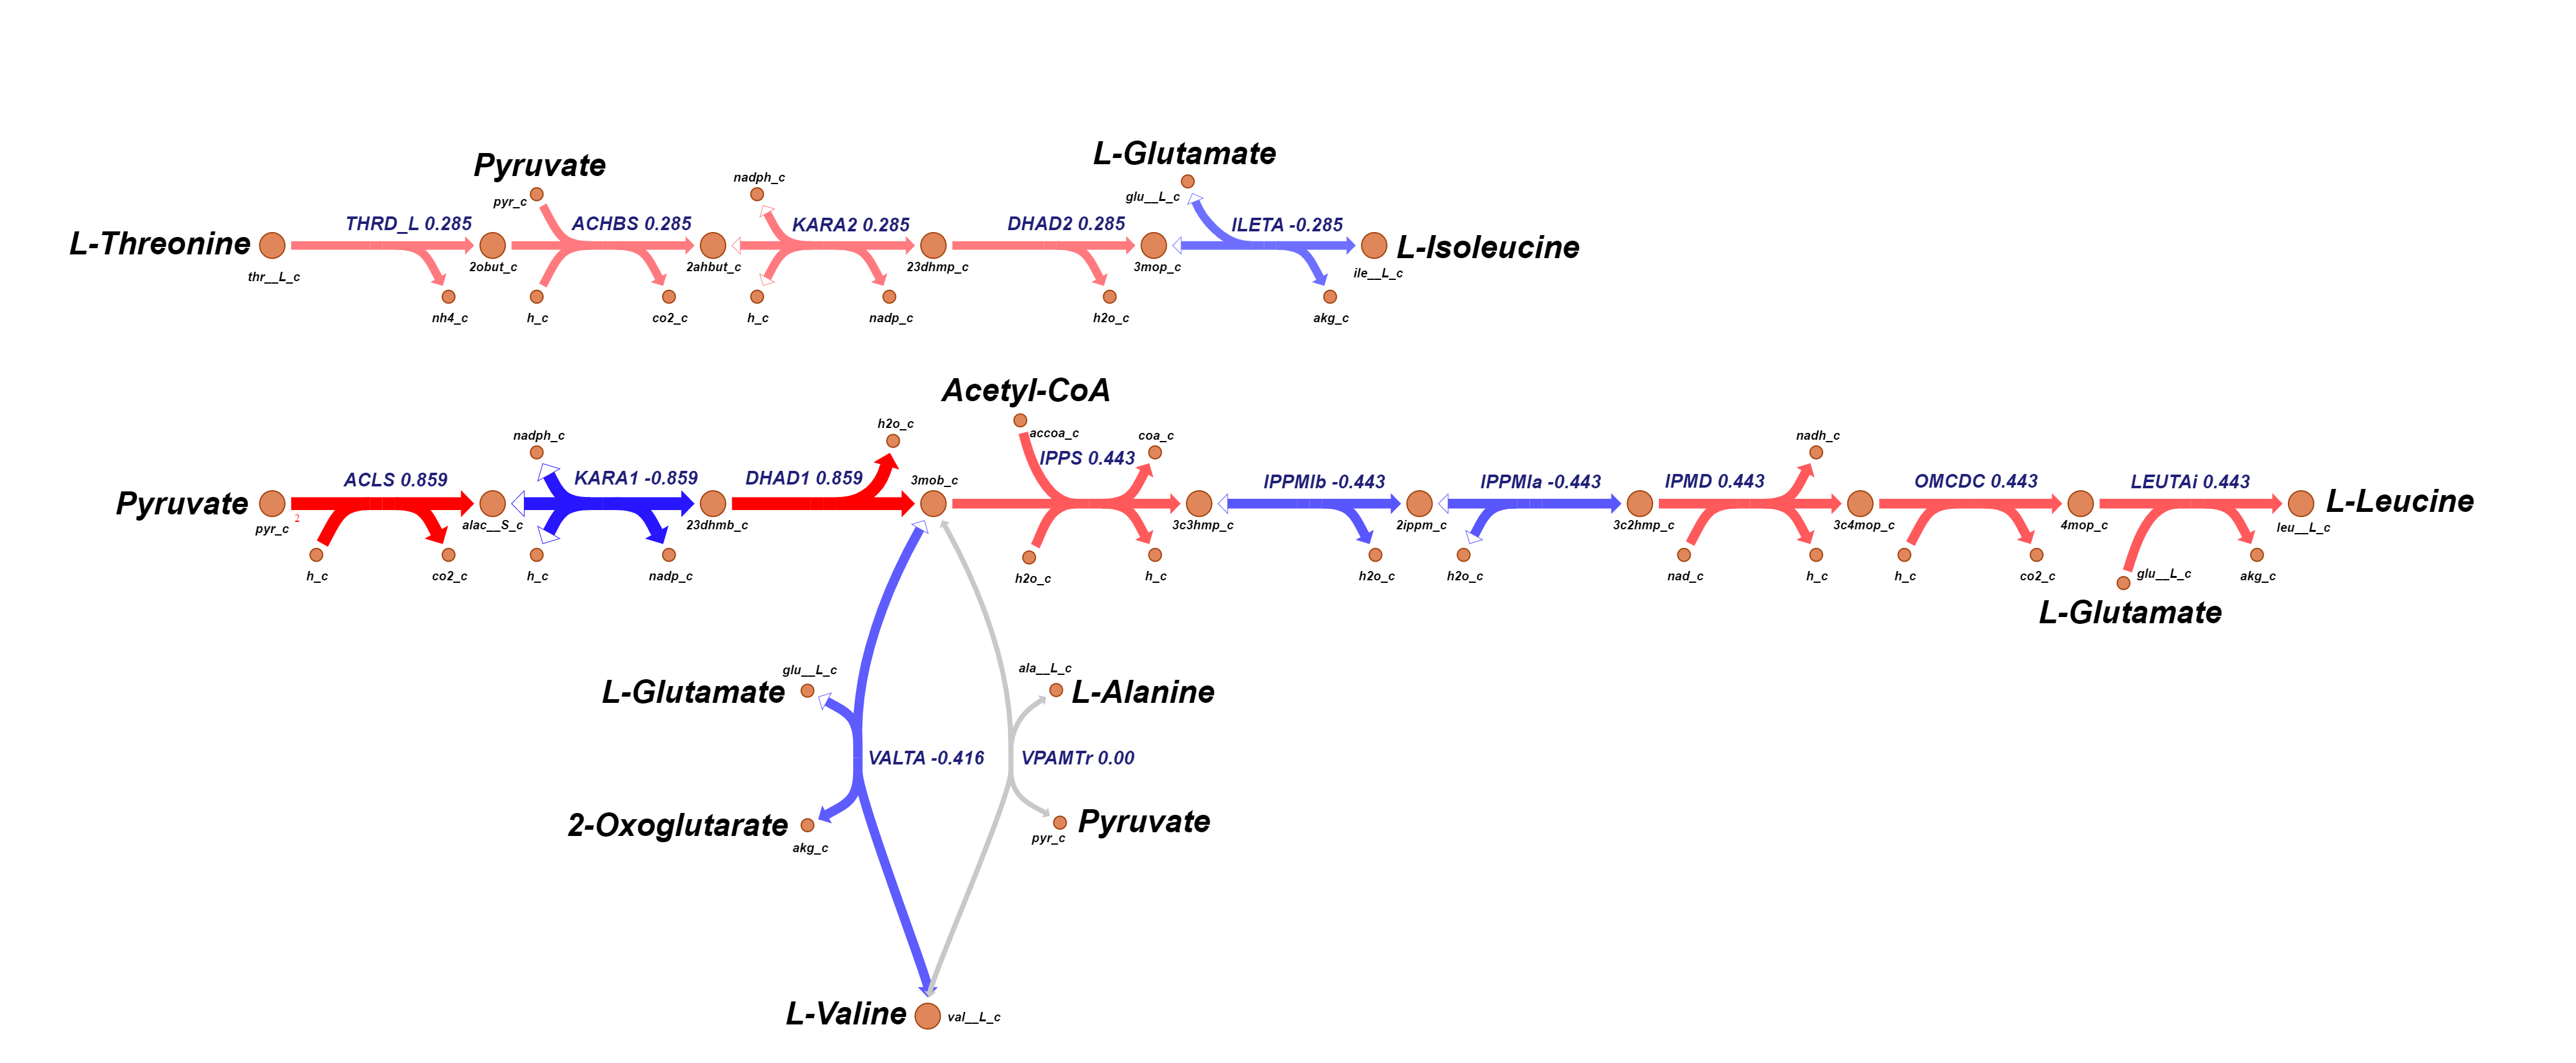 Pyruvate
L-Glutamate
nadph_c
glu__L_c
pyr_c
THRD_L 0.285
ACHBS 0.285
KARA2 0.285
DHAD2 0.285
ILETA -0.285
L-Threonine
L-Isoleucine
thr__L_c
2obut_c
2ahbut_c
23dhmp_c
3mop_c
ile__L_c
nh4_c
h_c
co2_c
h_c
nadp_c
h2o_c
akg_c
Acetyl-CoA
h2o_c
accoa_c
nadph_c
coa_c
nadh_c
ACLS 0.859
KARA1 -0.859
DHAD1 0.859
3mob_c
IPPS 0.443
IPPMIb -0.443
IPPMIa -0.443
IPMD 0.443
OMCDC 0.443
LEUTAi 0.443
Pyruvate
L-Leucine
pyr_c
2
alac__S_c
23dhmb_c
3c3hmp_c
2ippm_c
3c2hmp_c
3c4mop_c
4mop_c
leu__L_c
h_c
co2_c
h_c
nadp_c
h2o_c
h_c
h2o_c
h2o_c
nad_c
h_c
h_c
co2_c
glu__L_c
akg_c
L-Glutamate
glu__L_c
ala__L_c
L-Glutamate
L-Alanine
VALTA -0.416
VPAMTr 0.00
2-Oxoglutarate
Pyruvate
akg_c
pyr_c
L-Valine
val__L_c